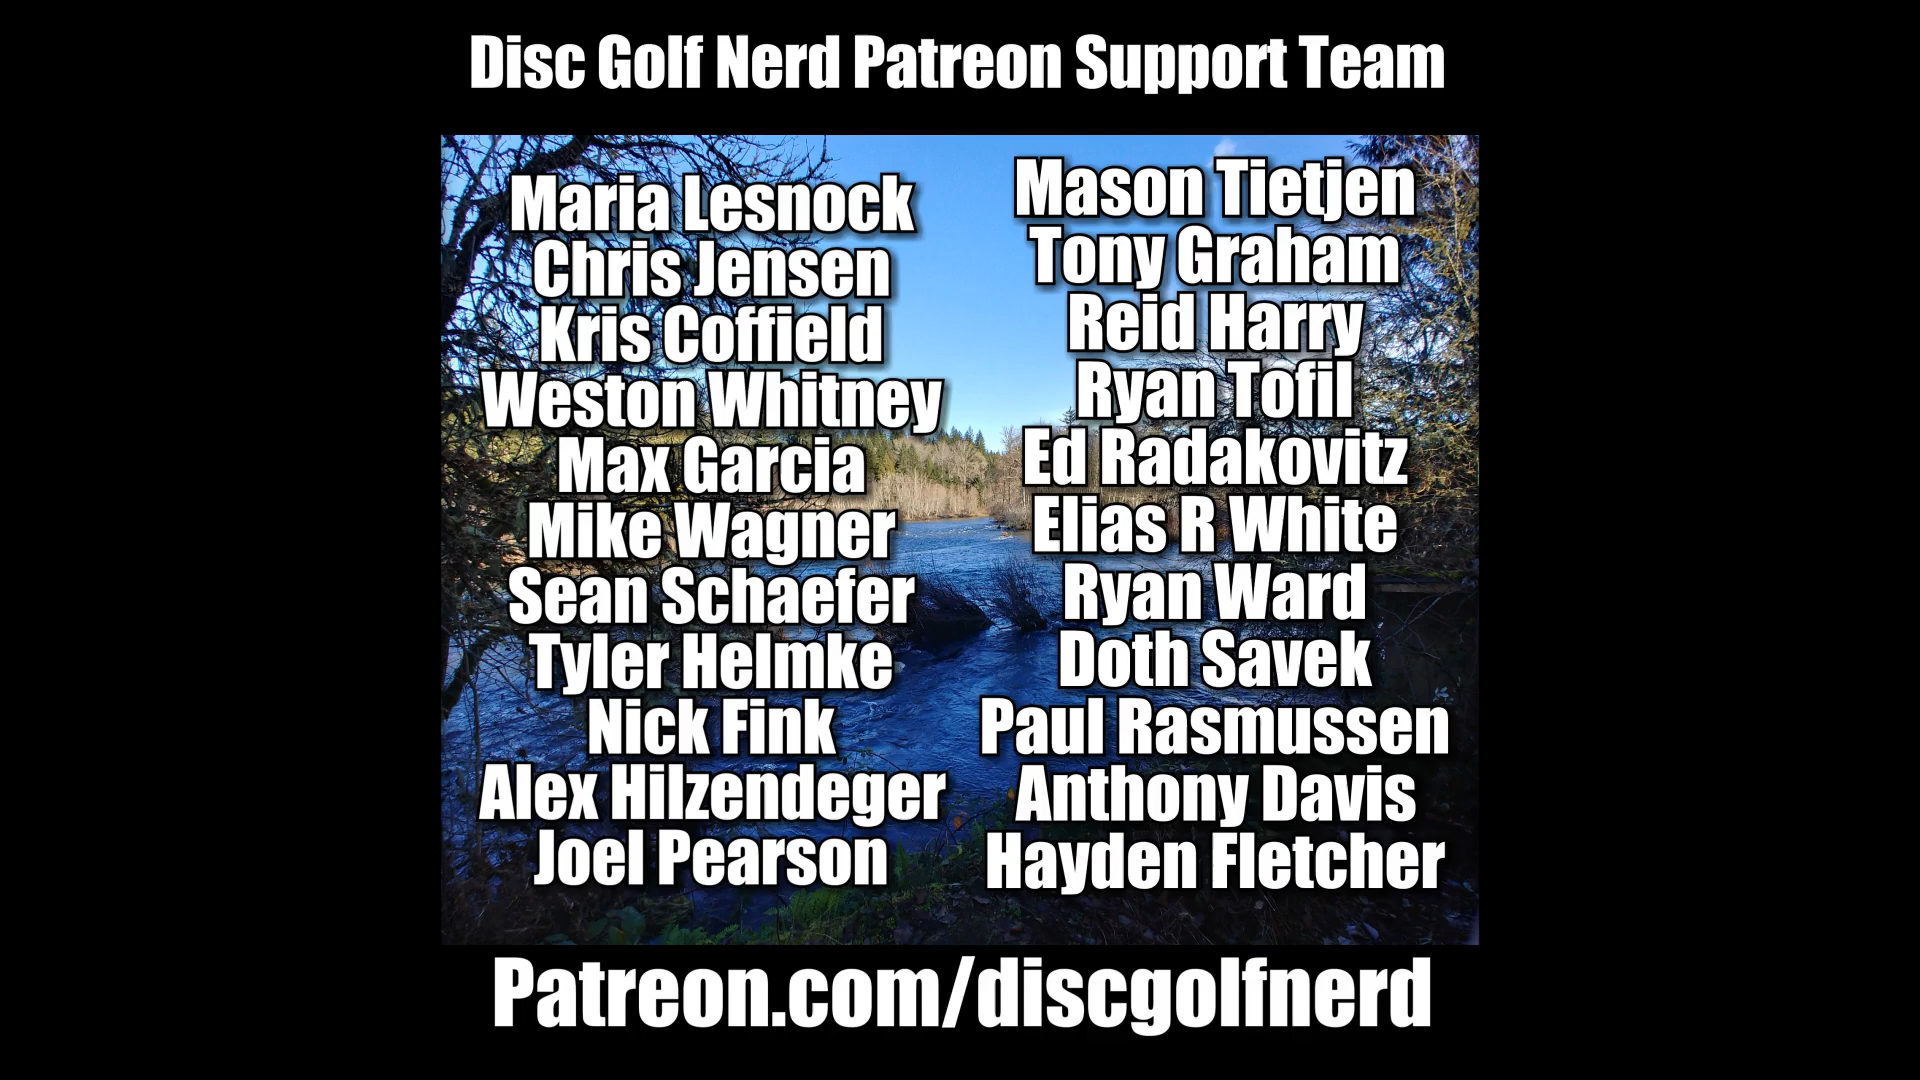 Disc Golf Nerd Patreon Support Team
Maria Lesnock
Chris Jensen
Kris Coffield
Weston Whitney
Max Garcia
Mike Wagner
Sean Schaefer
Tyler Helmke
Nick Fink
Alex Hilzendeger
Joel Pearson
Mason Tietjen
Tony Graham
Reid Harry
Ryan Tofil
Ed Radakovitz
Elias R White
Ryan Ward
Doth Savek
Paul Rasmussen
Anthony Davis
Hayden Fletcher
Patreon.com/discgolfnerd